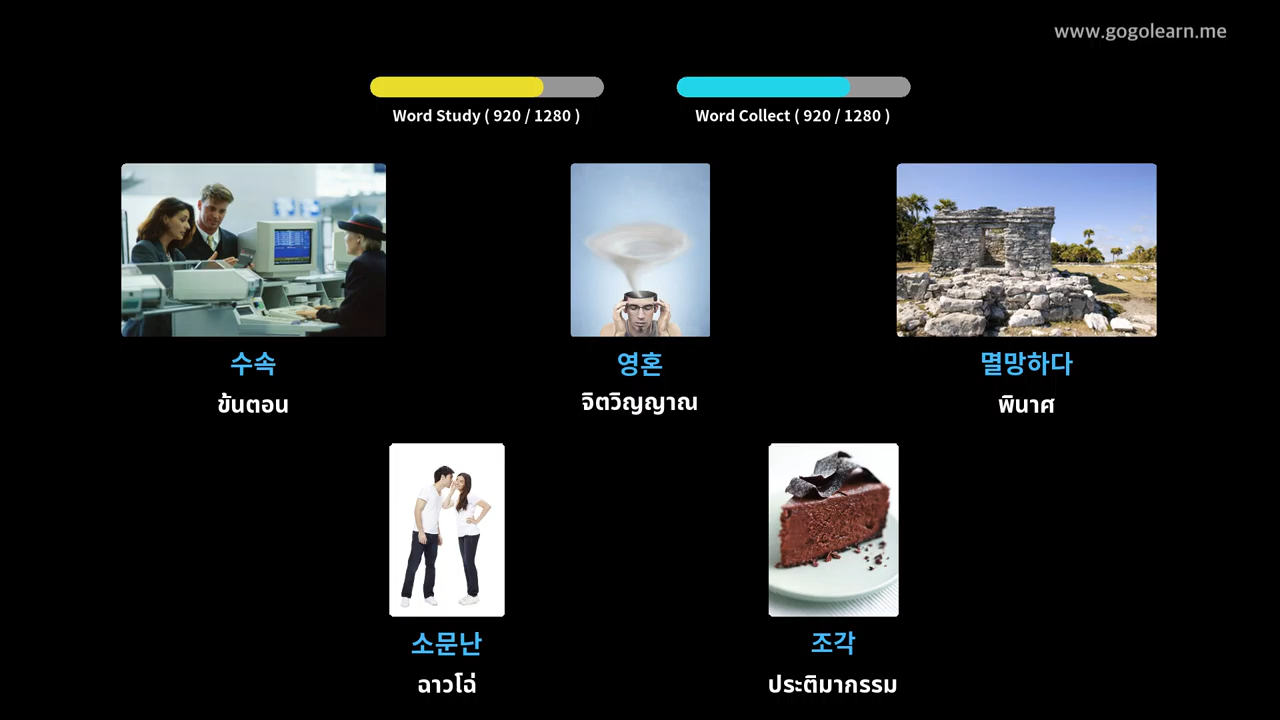 www.gogolearn.me
Word Study ( 920 / 1280 )
Word Collect ( 920 / 1280 )
수속
ขั้นตอน
영혼
จิตวิญญาณ
멸망하다
พินาศ
소문난
ฉาวโฉ่
조각
ประติมากรรม